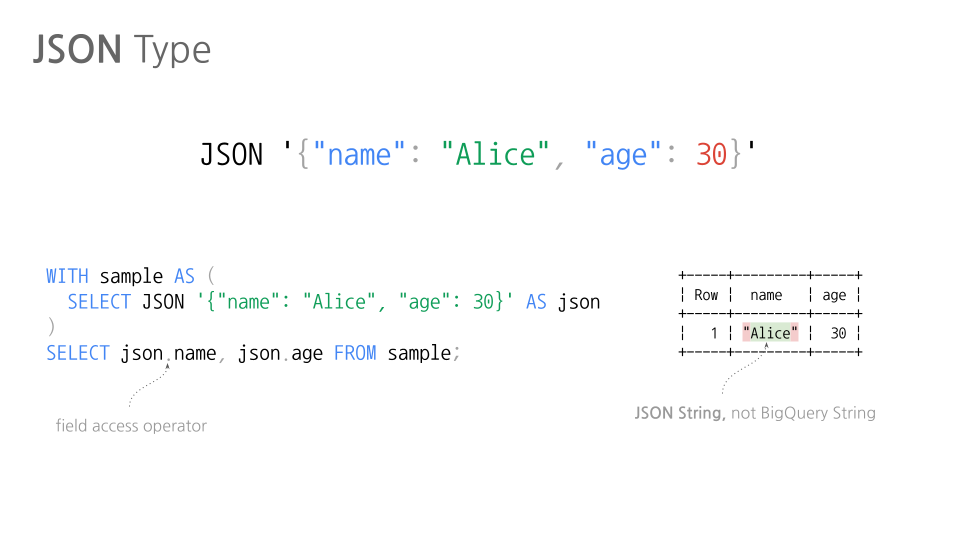 JSON Type
JSON '{"name": "Alice", "age": 30}'
WITH sample AS (
  SELECT JSON '{"name": "Alice", "age": 30}' AS json
)
SELECT json.name, json.age FROM sample;
field access operator
+-----+---------+-----+
¦ Row ¦  name   ¦ age ¦
+-----+---------+-----+
¦   1 ¦ "Alice" ¦  30 ¦
+-----+---------+-----+
JSON String, not BigQuery String